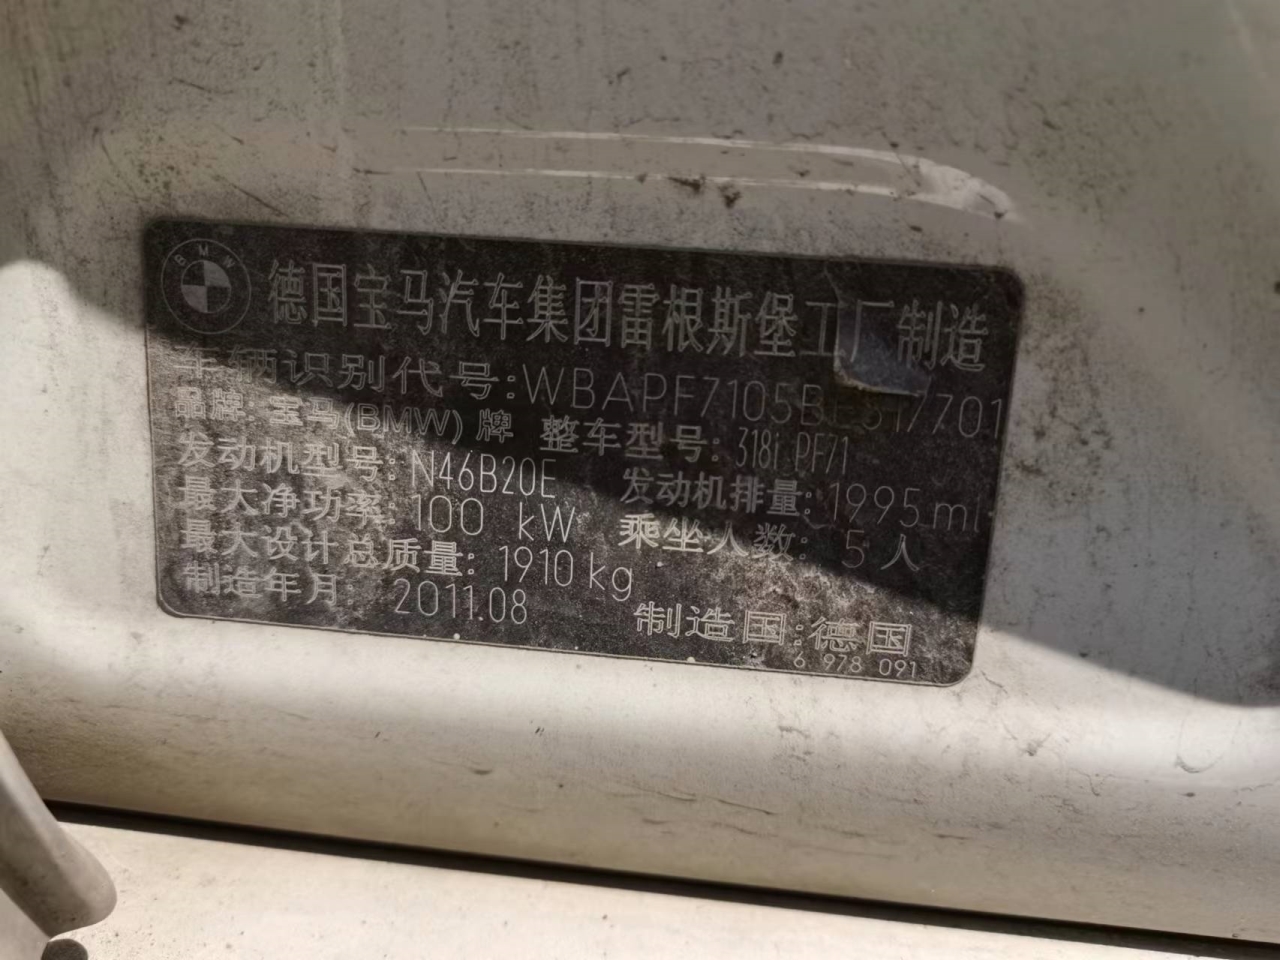 BMW
德国宝马汽车集团雷根斯堡工厂制造
车辆识别代号:
品牌: 宝马(BMW) 牌 整车型号: 318i PF71
发动机型号: N46B20E 发动机排量: 1995 ml
最大净功率: 100 kW 乘坐人数: 5 人
最大设计总质量: 1910 kg
制造年月: 2011.08 制造国: 德国
6 978 091